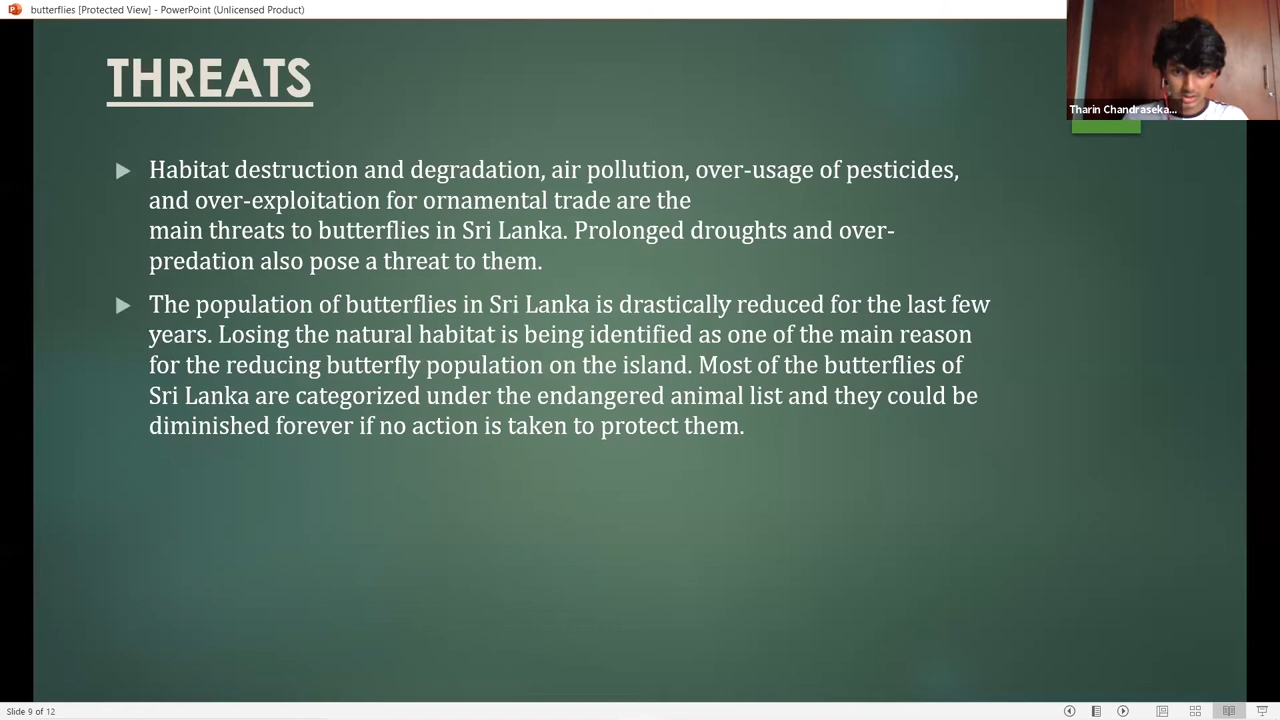 butterflies [Protected View] - PowerPoint (Unlicensed Product)
THREATS
Tharin Chandraseka...
Habitat destruction and degradation, air pollution, over-usage of pesticides,
and over-exploitation for ornamental trade are the
main threats to butterflies in Sri Lanka. Prolonged droughts and over-
predation also pose a threat to them.
The population of butterflies in Sri Lanka is drastically reduced for the last few
years. Losing the natural habitat is being identified as one of the main reason
for the reducing butterfly population on the island. Most of the butterflies of
Sri Lanka are categorized under the endangered animal list and they could be
diminished forever if no action is taken to protect them.
Slide 9 of 12